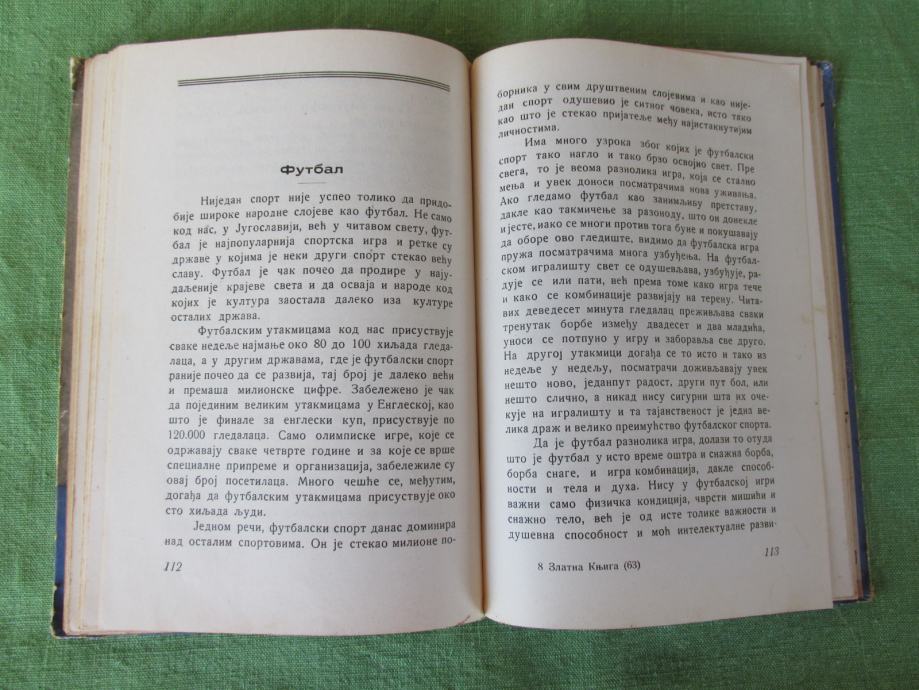 Футбал
Ниједан спорт није успео толико да придо-
бије широке народне слојеве као футбал. Не само
код нас, у Југославији, већ у читавом свету, фут-
бал је најпопуларнија спортска игра и ретке су
државе у којима је неки други спорт стекао већу
славу. Футбал је чак почео да продире у нају-
даљеније крајеве света и да осваја и народе код
којих је култура заостала далеко иза културе
осталих држава.
Футбалским утакмицама код нас присуствује
сваке недеље најмање око 80 до 100 хиљада гледа-
лаца, а у другим државама, где је футбалски спорт
раније почео да се развија, тај број је далеко већи
и премаша милионске цифре. Забележено је чак
да појединим великим утакмицама у Енглеској, као
што је финале за енглески куп, присуствује по
120.000 гледалаца. Само олимписке игре, које се
одржавају сваке четврте године и за које се врше
специалне припреме и организација, забележиле су
овај број посетилаца. Много чешће се, међутим,
догађа да футбалским утакмицама присуствује око
сто хиљада људи.
Једном речи, футбалски спорт данас доминира
над осталим спортовима. Он је стекао милионе по-
112
борника у свим друштвеним слојевима и као није-
дан спорт одушевио је ситног човека, исто тако
као што је стекао пријатеље међу најистакнутијим
личностима.
Има много узрока због којих је футбалски
спорт тако нагло и тако брзо освојио свет. Пре
свега, то је веома разнолика игра, која се стално
мења и увек доноси посматрачима нова уживања.
Ако гледамо футбал као занимљиву претставу,
дакле као такмичење за разоноду, што он донекле
и јесте, иако се многи против тога буне и покушавају
да оборе ово гледиште, видимо да футбалска игра
пружа посматрачима многа узбуђења. На футбал-
ском игралишту свет се одушевљава, узбуђује, ра-
дује се или пати, већ према томе како игра тече
и како се комбинације развијају на терену. Чита-
вих деведесет минута гледалац преживљава сваки
тренутак борбе између двадесет и два младића,
уноси се потпуно у игру и заборавља све друго.
На другој утакмици догађа се то исто и тако из
недеље у недељу, посматрачи доживљавају увек
нешто ново, једанпут радост, други пут бол, или
нешто слично, а никад нису сигурни шта их оче-
кује на игралишту и та тајанственост је једна ве-
лика драж и велико преимућство футбалског спорта.
Да је футбал разнолика игра, долази то отуда
што је футбал у исто време оштра и снажна борба,
борба снаге, и игра комбинација, дакле способ-
ности и тела и духа. Нису у футбалској игри
важни само физичка кондиција, чврсти мишићи и
снажно тело, већ је од исте толике важности и
душевна способност и моћ интелектуалне разви-
113
8 Златна Књига (63)